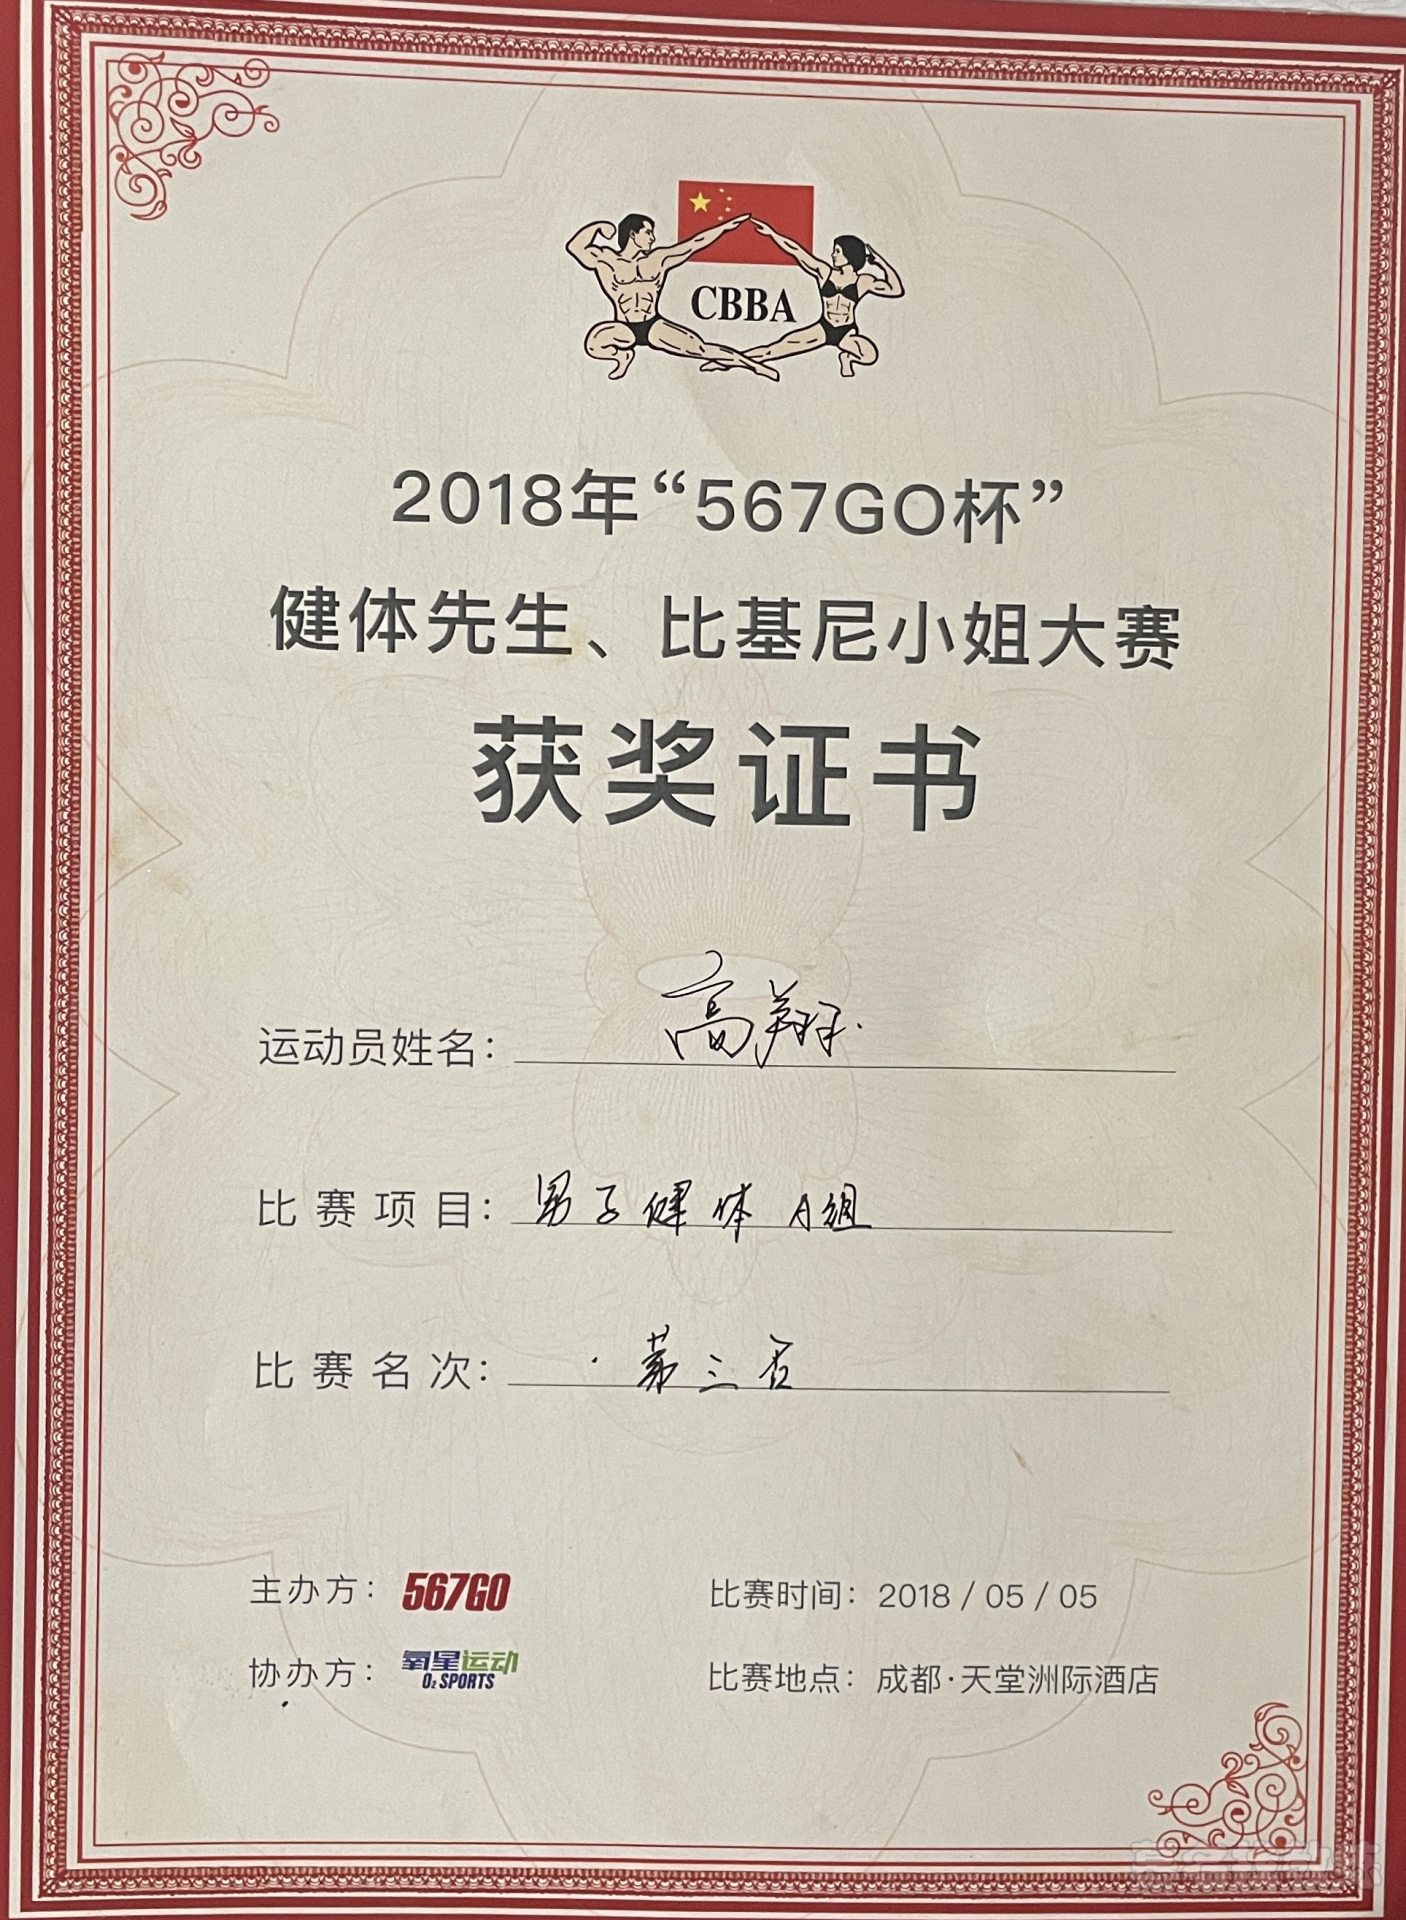 CBBA
2018年“567GO杯”
健体先生、比基尼小姐大赛
获奖证书
运动员姓名：高翔
比赛项目：男子健体A组
比赛名次：第三名
主办方：567GO
比赛时间：2018/05/05
协办方：氧星运动
O₂ SPORTS
比赛地点：成都·天堂洲际酒店